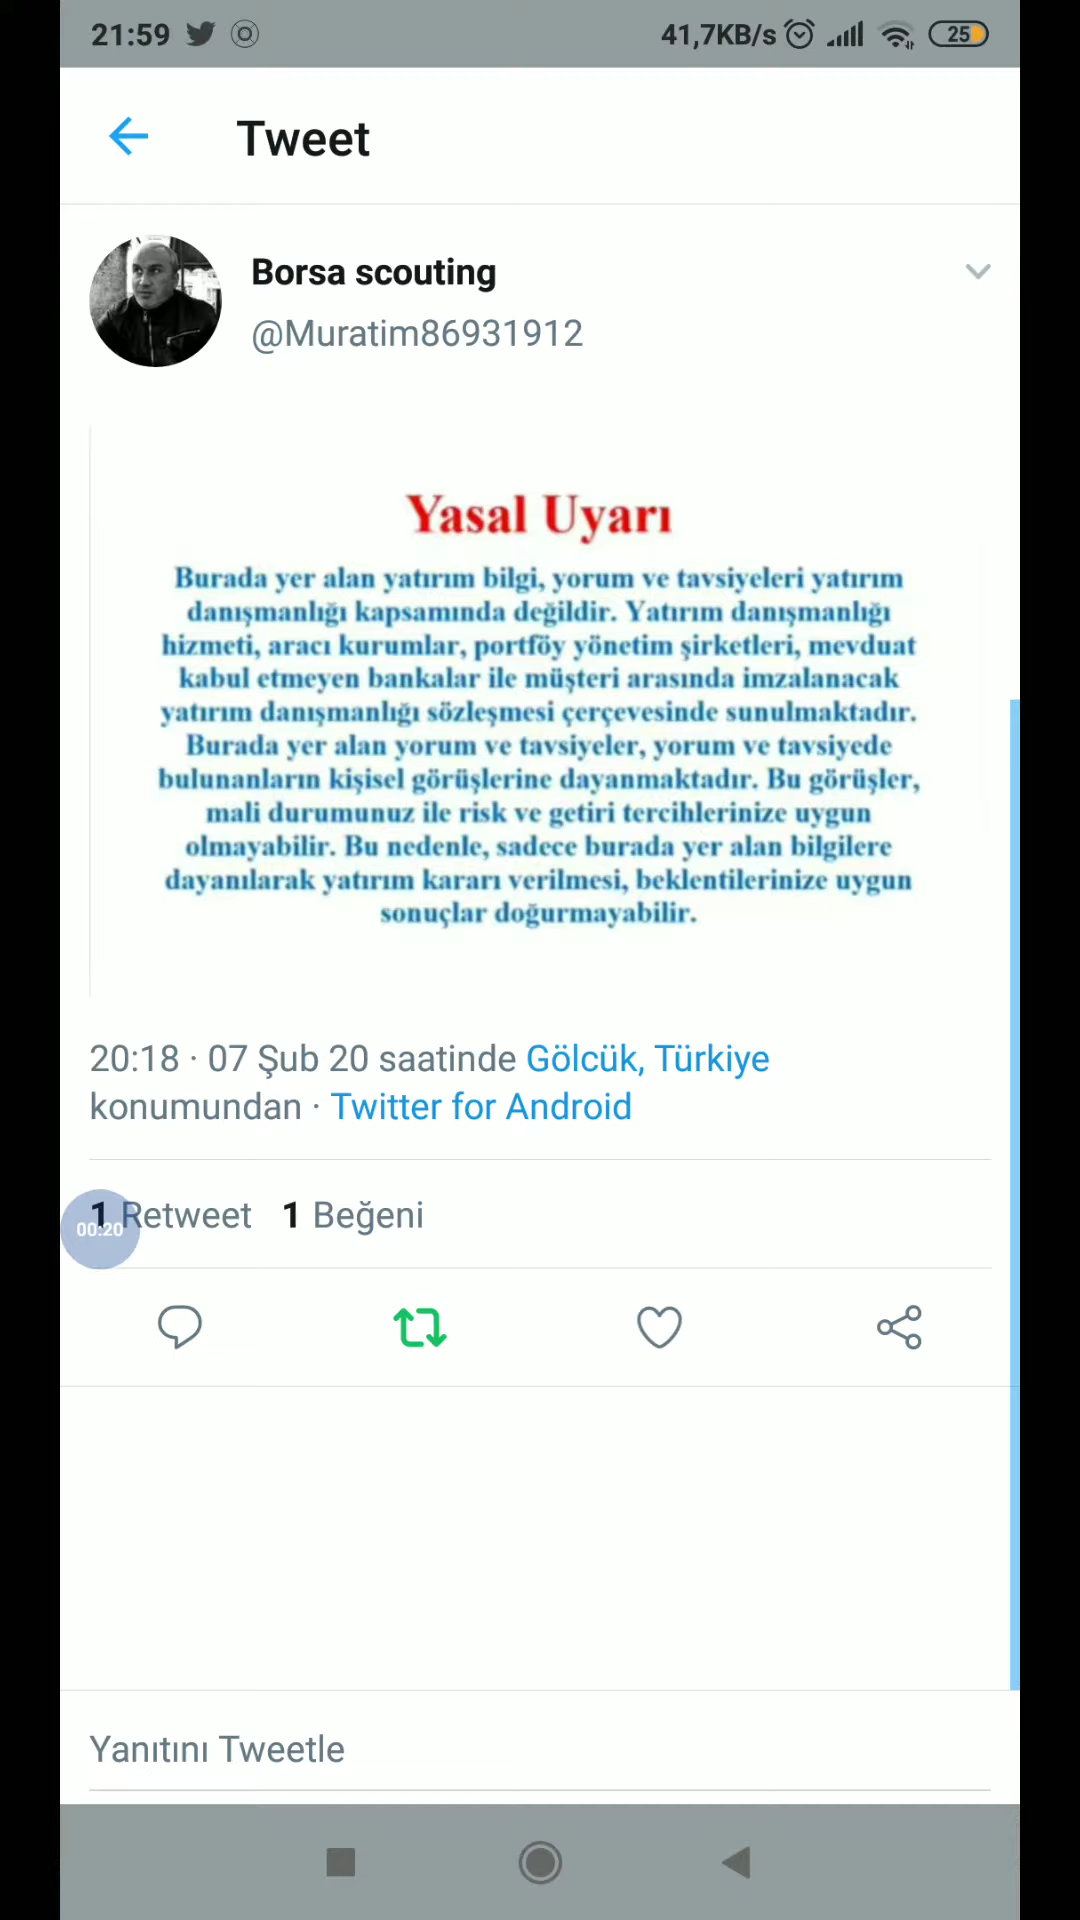 21:59 41,7KB/s 25
Tweet
Borsa scouting
@Muratim86931912
Yasal Uyarı
Burada yer alan yatırım bilgi, yorum ve tavsiyeleri yatırım
danışmanlığı kapsamında değildir. Yatırım danışmanlığı
hizmeti, aracı kurumlar, portföy yönetim şirketleri, mevduat
kabul etmeyen bankalar ile müşteri arasında imzalanacak
yatırım danışmanlığı sözleşmesi çerçevesinde sunulmaktadır.
Burada yer alan yorum ve tavsiyeler, yorum ve tavsiyede
bulunanların kişisel görüşlerine dayanmaktadır. Bu görüşler,
mali durumunuz ile risk ve getiri tercihlerinize uygun
olmayabilir. Bu nedenle, sadece burada yer alan bilgilere
dayanılarak yatırım kararı verilmesi, beklentilerinize uygun
sonuçlar doğurmayabilir.
20:18 · 07 Şub 20 saatinde Gölcük, Türkiye
konumundan · Twitter for Android
1 Retweet 1 Beğeni
00:20
Yanıtını Tweetle